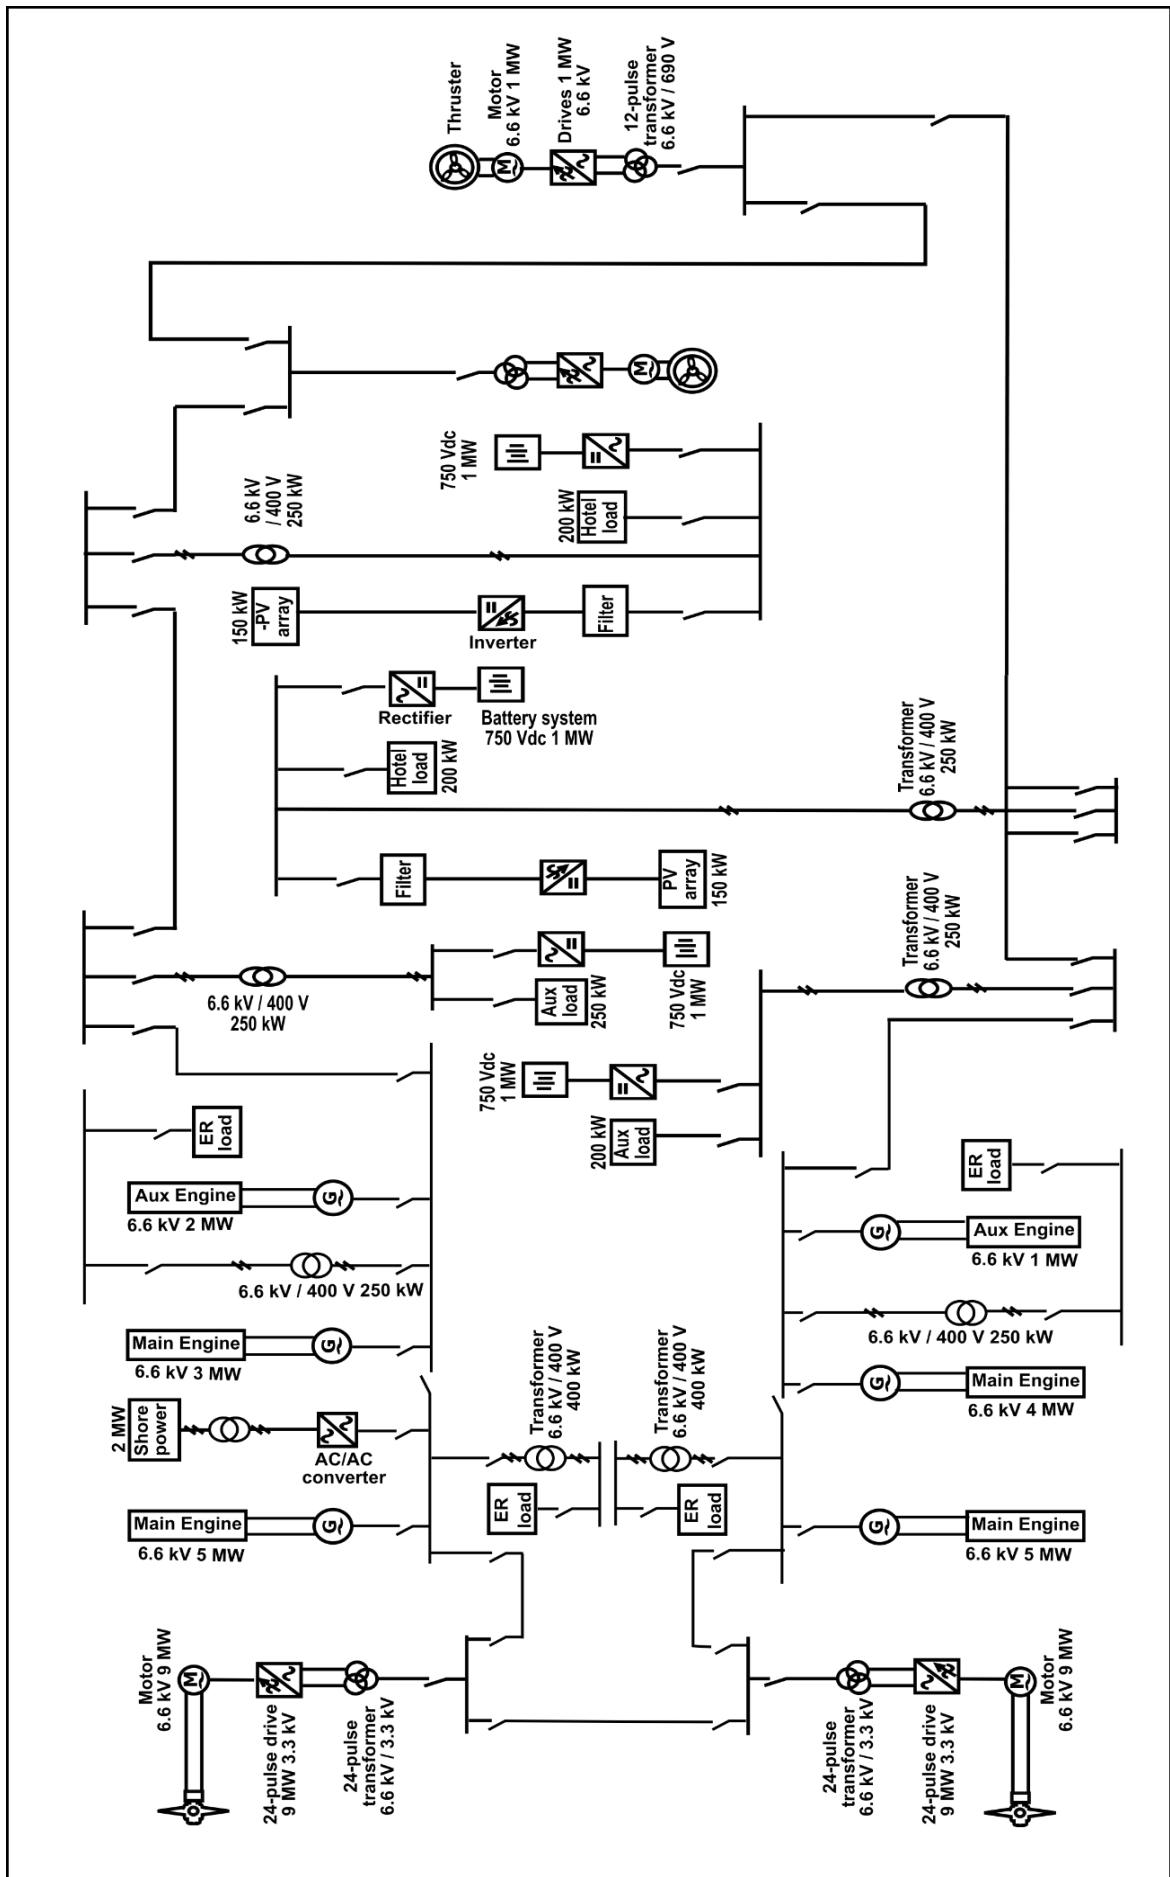 Thruster
Motor
6.6 kV 1 MW
Drives 1 MW
6.6 kV
12-pulse
transformer
6.6 kV / 690 V
M
M
750 Vdc
1 MW
6.6 kV
/ 400 V
250 kW
200 kW
Hotel
load
150 kW
-PV
array
Inverter
Filter
Rectifier
Battery system
750 Vdc 1 MW
Hotel
load
200 kW
Transformer
6.6 kV / 400 V
250 kW
Filter
PV
array
150 kW
Transformer
6.6 kV / 400 V
250 kW
6.6 kV / 400 V
250 kW
Aux
load
250 kW
750 Vdc
1 MW
750 Vdc
1 MW
200 kW
Aux
load
ER
load
ER
load
Aux Engine
6.6 kV 2 MW
G
G
Aux Engine
6.6 kV 1 MW
6.6 kV / 400 V 250 kW
6.6 kV / 400 V 250 kW
Main Engine
6.6 kV 3 MW
G
Transformer
6.6 kV / 400 V
400 kW
Transformer
6.6 kV / 400 V
400 kW
G
Main Engine
6.6 kV 4 MW
2 MW
Shore
power
AC/AC
converter
ER
load
ER
load
Main Engine
6.6 kV 5 MW
G
G
Main Engine
6.6 kV 5 MW
Motor
6.6 kV 9 MW
M
24-pulse drive
9 MW 3.3 kV
24-pulse
transformer
6.6 kV / 3.3 kV
24-pulse
transformer
6.6 kV / 3.3 kV
24-pulse drive
9 MW 3.3 kV
M
Motor
6.6 kV 9 MW